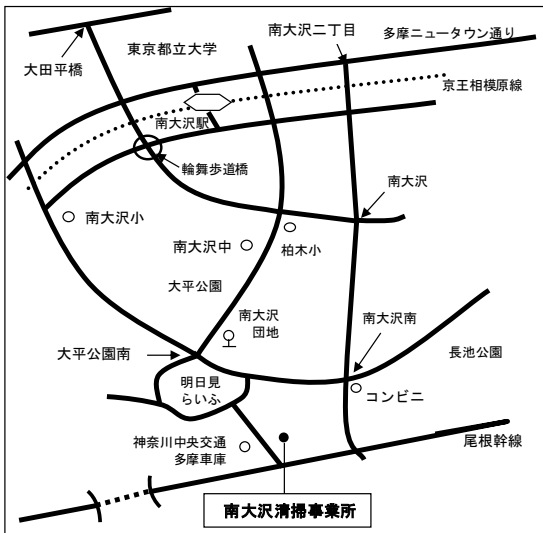 南大沢二丁目
東京都立大学
多摩ニュータウン通り
大田平橋
京王相模原線
南大沢駅
輪舞歩道橋
南大沢
南大沢小
南大沢中
柏木小
大平公園
南大沢
団地
南大沢南
大平公園南
長池公園
明日見
らいふ
コンビニ
神奈川中央交通
多摩車庫
尾根幹線
南大沢清掃事業所